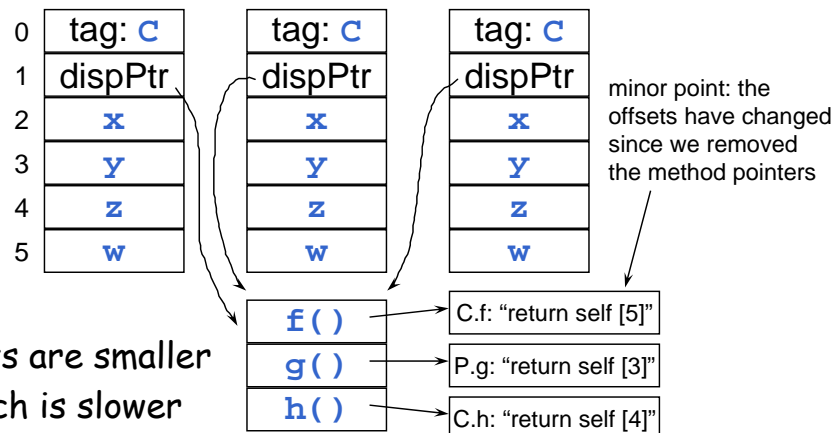 0 tag: C tag: C tag: C
1 dispPtr dispPtr dispPtr
2 x x x
3 y y y
4 z z z
5 w w w
minor point: the
offsets have changed
since we removed
the method pointers
f() C.f: “return self [5]”
g() P.g: “return self [3]”
h() C.h: “return self [4]”
are smaller
is slower